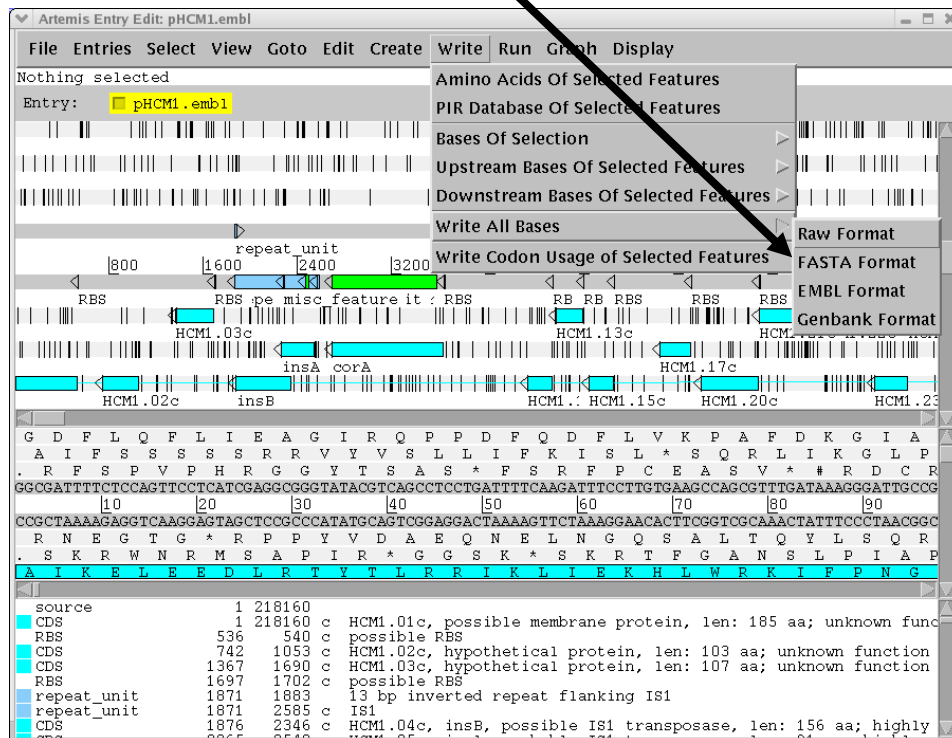 Artemis Entry Edit: pHCM1.embl
File Entries Select View Goto Edit Create Write Run Graph Display
Nothing selected
Entry: pHCM1.embl
Amino Acids Of Selected Features
PIR Database Of Selected Features
Bases Of Selection
Upstream Bases Of Selected Features
Downstream Bases Of Selected Features
Write All Bases
Write Codon Usage of Selected Features
Raw Format
FASTA Format
EMBL Format
Genbank Format
repeat_unit
800 1600 2400 3200
RBS RBS pe misc_feature it RBS RB RB RBS RBS RBS
HCM1.03c HCM1.13c
insA corA HCM1.17c
HCM1.02c insB HCM1.: HCM1.15c HCM1.20c HCM1.23
G D F L Q F L I E A G I R Q P P D F Q D F L V K P A F D K G I A
A I F S S S S R R V Y V S L L I F K I S L * S Q R L I K G L P
. R F S P V P H R G G Y T S A S * F S R F P C E A S V * # R D C R
GGCGATTTTCTCCAGTTCCTCATCGAGGCGGGTATACGTCAGCCTCCTGATTTTCAAGATTTCCTTGTGAAGCCAGCGTTTGATAAAGGGATTGCCG
10 20 30 40 50 60 70 80 90
CCGCTAAAAGAGGTCAAGGAGTAGCTCCGCCCATATGCAGTCGGAGGACTAAAAGTTCTAAAGGAACACTTCGGTCGCAAACTATTTCCCTAACGGC
R N E G T G * R P P Y V D A E Q N E L N G Q S A L T Q Y L S Q R
. S K R W N R M S A P I R * G G S K * S K R T F G A N S L P I A P
A I K E L E E D L R T Y T L R R I K L I E K H L W R K I F P N G
source 1 218160
CDS 1 218160 c HCM1.01c, possible membrane protein, len: 185 aa; unknown func
RBS 536 540 c possible RBS
CDS 742 1053 c HCM1.02c, hypothetical protein, len: 103 aa; unknown function
CDS 1367 1690 c HCM1.03c, hypothetical protein, len: 107 aa; unknown function
RBS 1697 1702 c possible RBS
repeat_unit 1871 1883 13 bp inverted repeat flanking IS1
repeat_unit 1871 2585 c IS1
CDS 1876 2346 c HCM1.04c, insB, possible IS1 transposase, len: 156 aa; highly